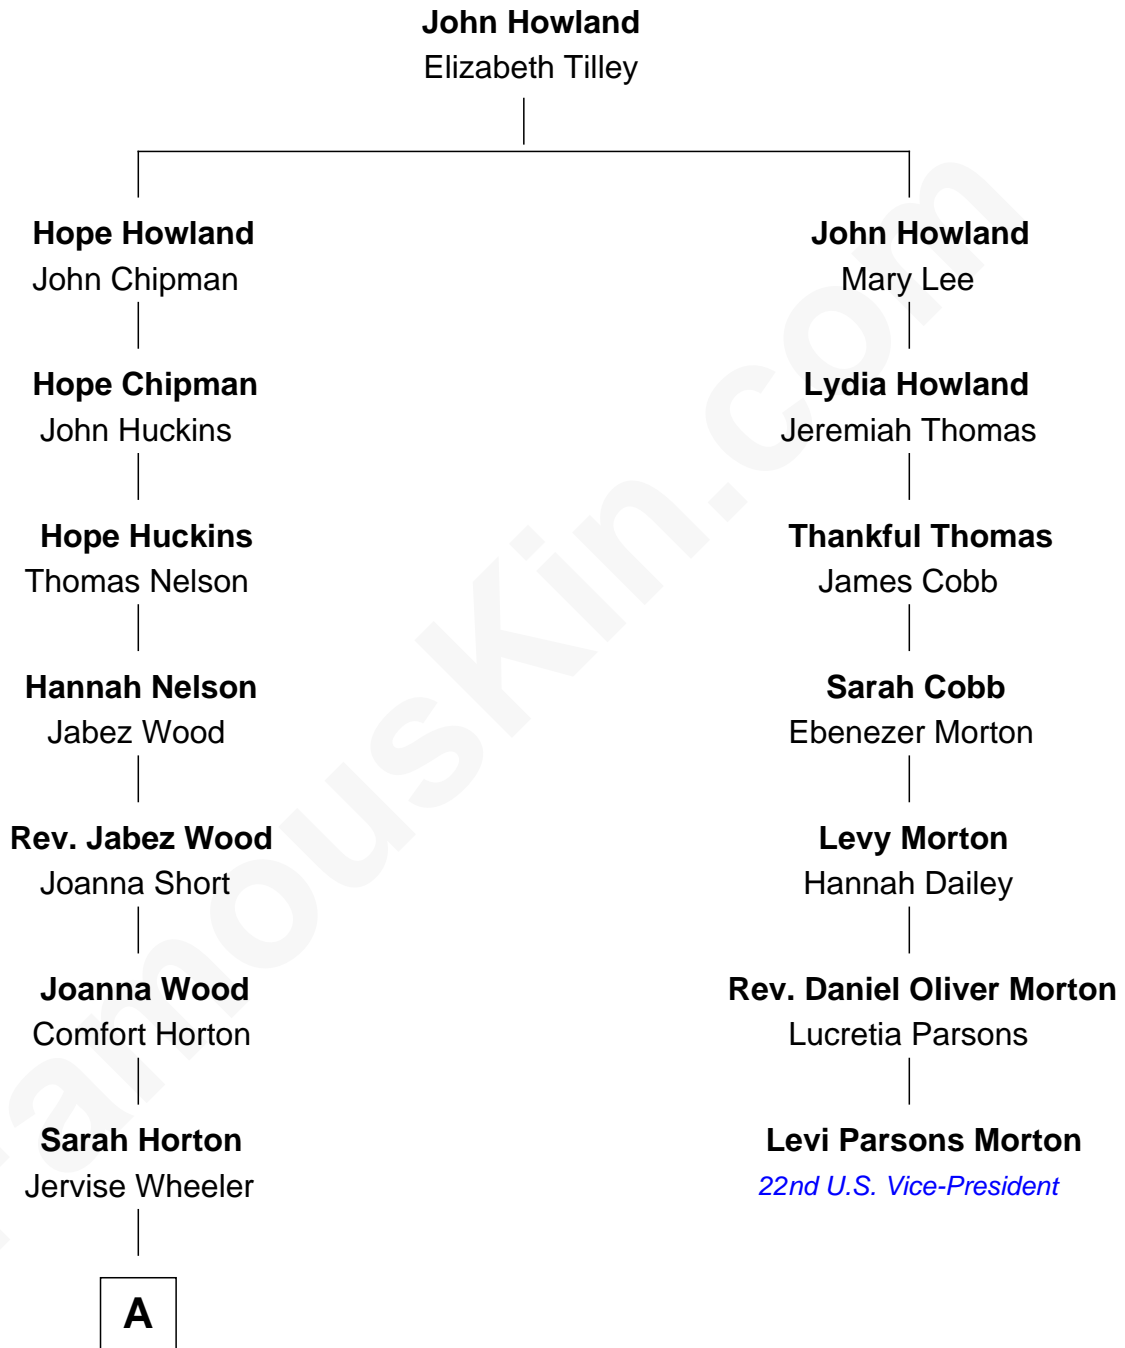 John Howland
Elizabeth Tilley
Hope Howland
John Chipman
John Howland
Mary Lee
Hope Chipman
John Huckins
Lydia Howland
Jeremiah Thomas
Hope Huckins
Thomas Nelson
Thankful Thomas
James Cobb
Hannah Nelson
Jabez Wood
Sarah Cobb
Ebenezer Morton
Rev. Jabez Wood
Joanna Short
Levy Morton
Hannah Dailey
Joanna Wood
Comfort Horton
Rev. Daniel Oliver Morton
Lucretia Parsons
Sarah Horton
Jervise Wheeler
Levi Parsons Morton
22nd U.S. Vice-President
A
FamousKin.com